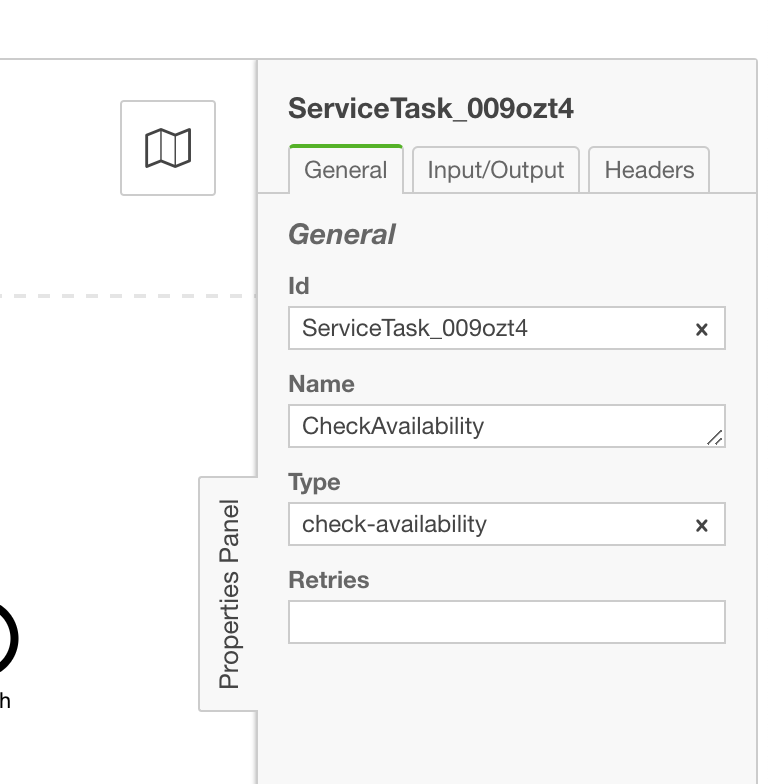 ServiceTask_009ozt4
General Input/Output Headers
General
Id
ServiceTask_009ozt4
Name
CheckAvailability
Type
check-availability
Retries
Properties Panel
h